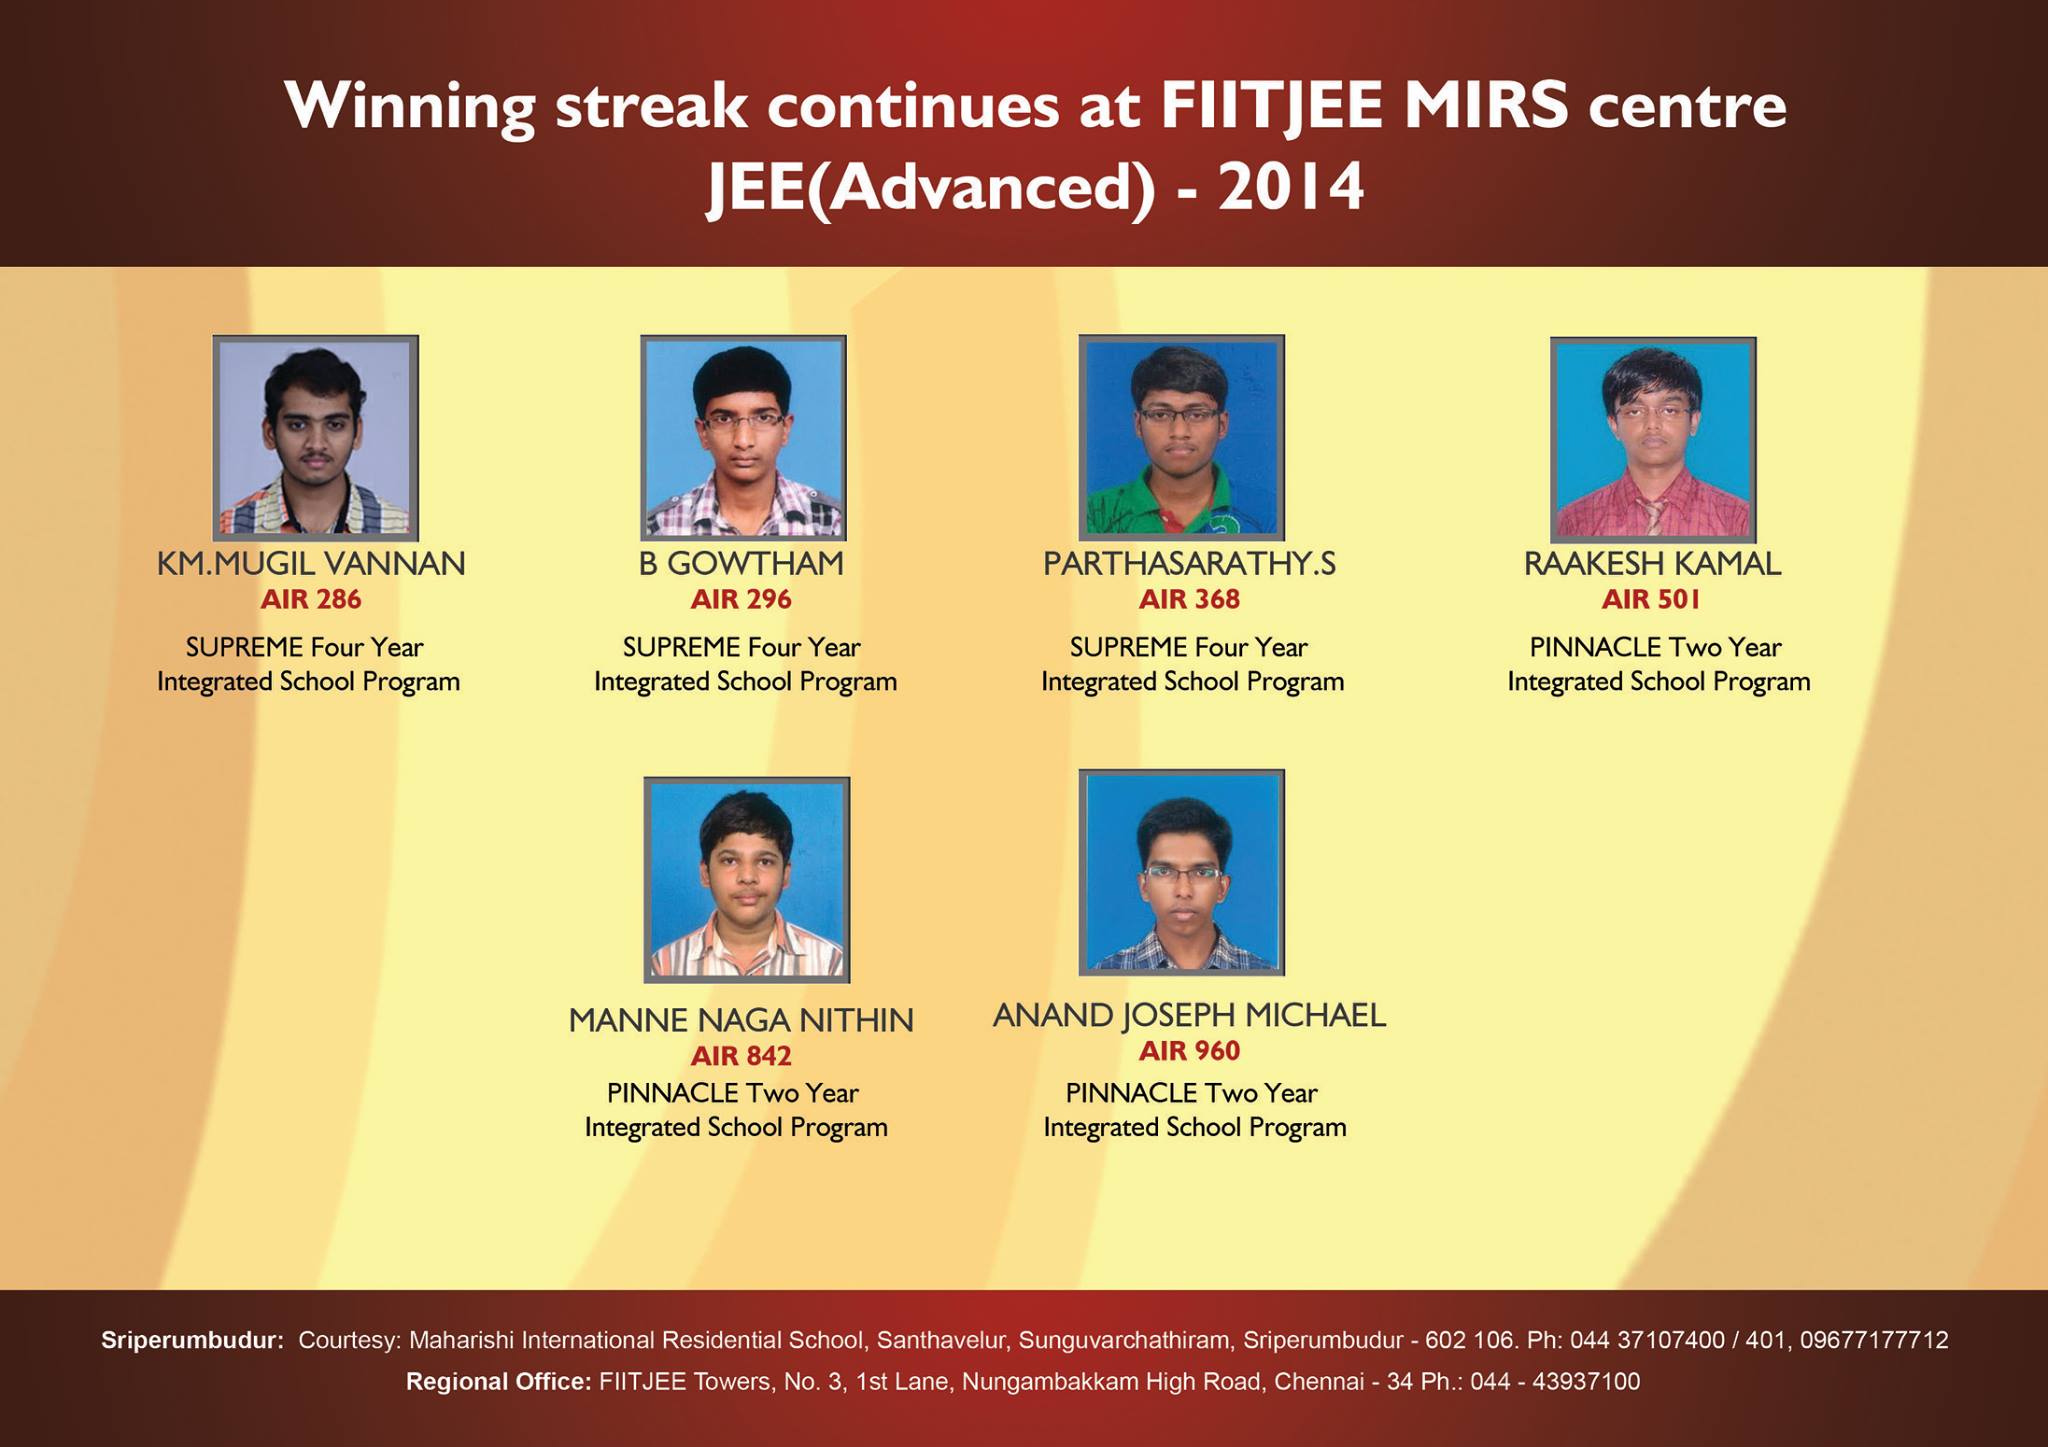 Winning streak continues at FIITJEE MIRS centre
JEE(Advanced) - 2014
KM.MUGIL VANNAN
AIR 286
SUPREME Four Year
Integrated School Program
B GOWTHAM
AIR 296
SUPREME Four Year
Integrated School Program
PARTHASARATHY.S
AIR 368
SUPREME Four Year
Integrated School Program
RAAKESH KAMAL
AIR 501
PINNACLE Two Year
Integrated School Program
MANNE NAGA NITHIN
AIR 842
PINNACLE Two Year
Integrated School Program
ANAND JOSEPH MICHAEL
AIR 960
PINNACLE Two Year
Integrated School Program
Sriperumbudur: Courtesy: Maharishi International Residential School, Santhavelur, Sunguvarchathiram, Sriperumbudur - 602 106. Ph: 044 37107400 / 401, 09677177712
Regional Office: FIITJEE Towers, No. 3, 1st Lane, Nungambakkam High Road, Chennai - 34 Ph.: 044 - 43937100